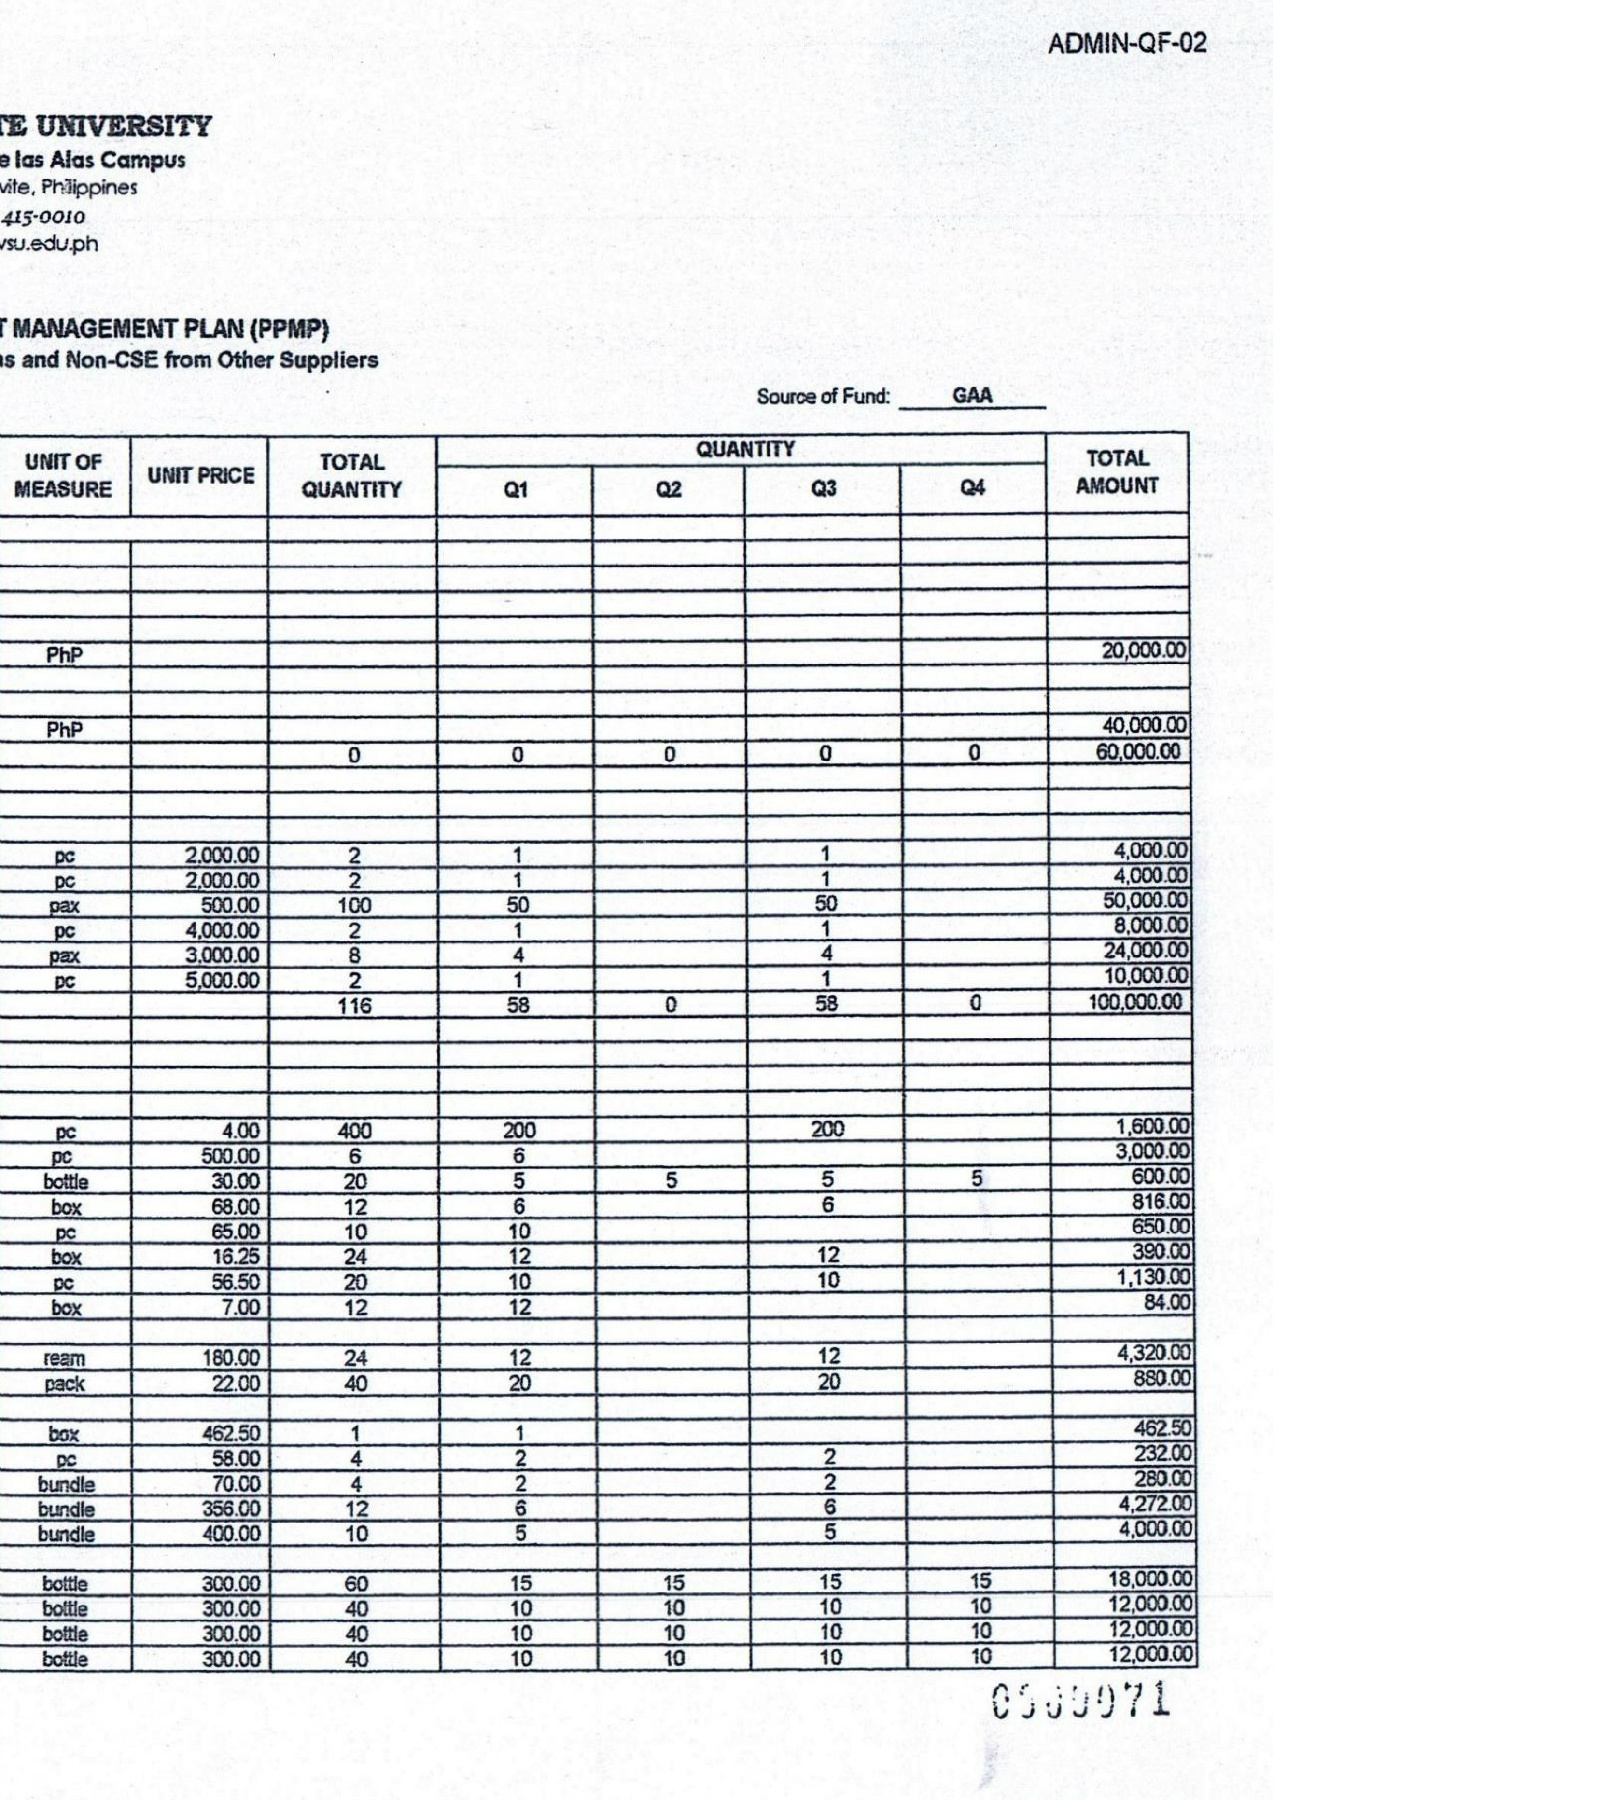 ADMIN-QF-02
TE UNIVERSITY
e las Alas Campus
vite, Philippines
415-0010
vsu.edu.ph
T MANAGEMENT PLAN (PPMP)
ns and Non-CSE from Other Suppliers
Source of Fund: GAA
UNIT OF MEASURE UNIT PRICE TOTAL QUANTITY QUANTITY TOTAL AMOUNT
Q1 Q2 Q3 Q4
PhP 20,000.00
PhP 40,000.00
0 0 0 0 0 60,000.00
pc 2,000.00 2 1 1 4,000.00
pc 2,000.00 2 1 1 4,000.00
pax 500.00 100 50 50 50,000.00
pc 4,000.00 2 1 1 8,000.00
pax 3,000.00 8 4 4 24,000.00
pc 5,000.00 2 1 1 10,000.00
116 58 0 58 0 100,000.00
pc 4.00 400 200 200 1,600.00
pc 500.00 6 6 3,000.00
bottle 30.00 20 5 5 5 5 600.00
box 68.00 12 6 6 816.00
pc 65.00 10 10 650.00
box 16.25 24 12 12 390.00
pc 56.50 20 10 10 1,130.00
box 7.00 12 12 84.00
ream 180.00 24 12 12 4,320.00
pack 22.00 40 20 20 880.00
box 462.50 1 1 462.50
pc 58.00 4 2 2 232.00
bundle 70.00 4 2 2 280.00
bundle 356.00 12 6 6 4,272.00
bundle 400.00 10 5 5 4,000.00
bottle 300.00 60 15 15 15 15 18,000.00
bottle 300.00 40 10 10 10 10 12,000.00
bottle 300.00 40 10 10 10 10 12,000.00
bottle 300.00 40 10 10 10 10 12,000.00